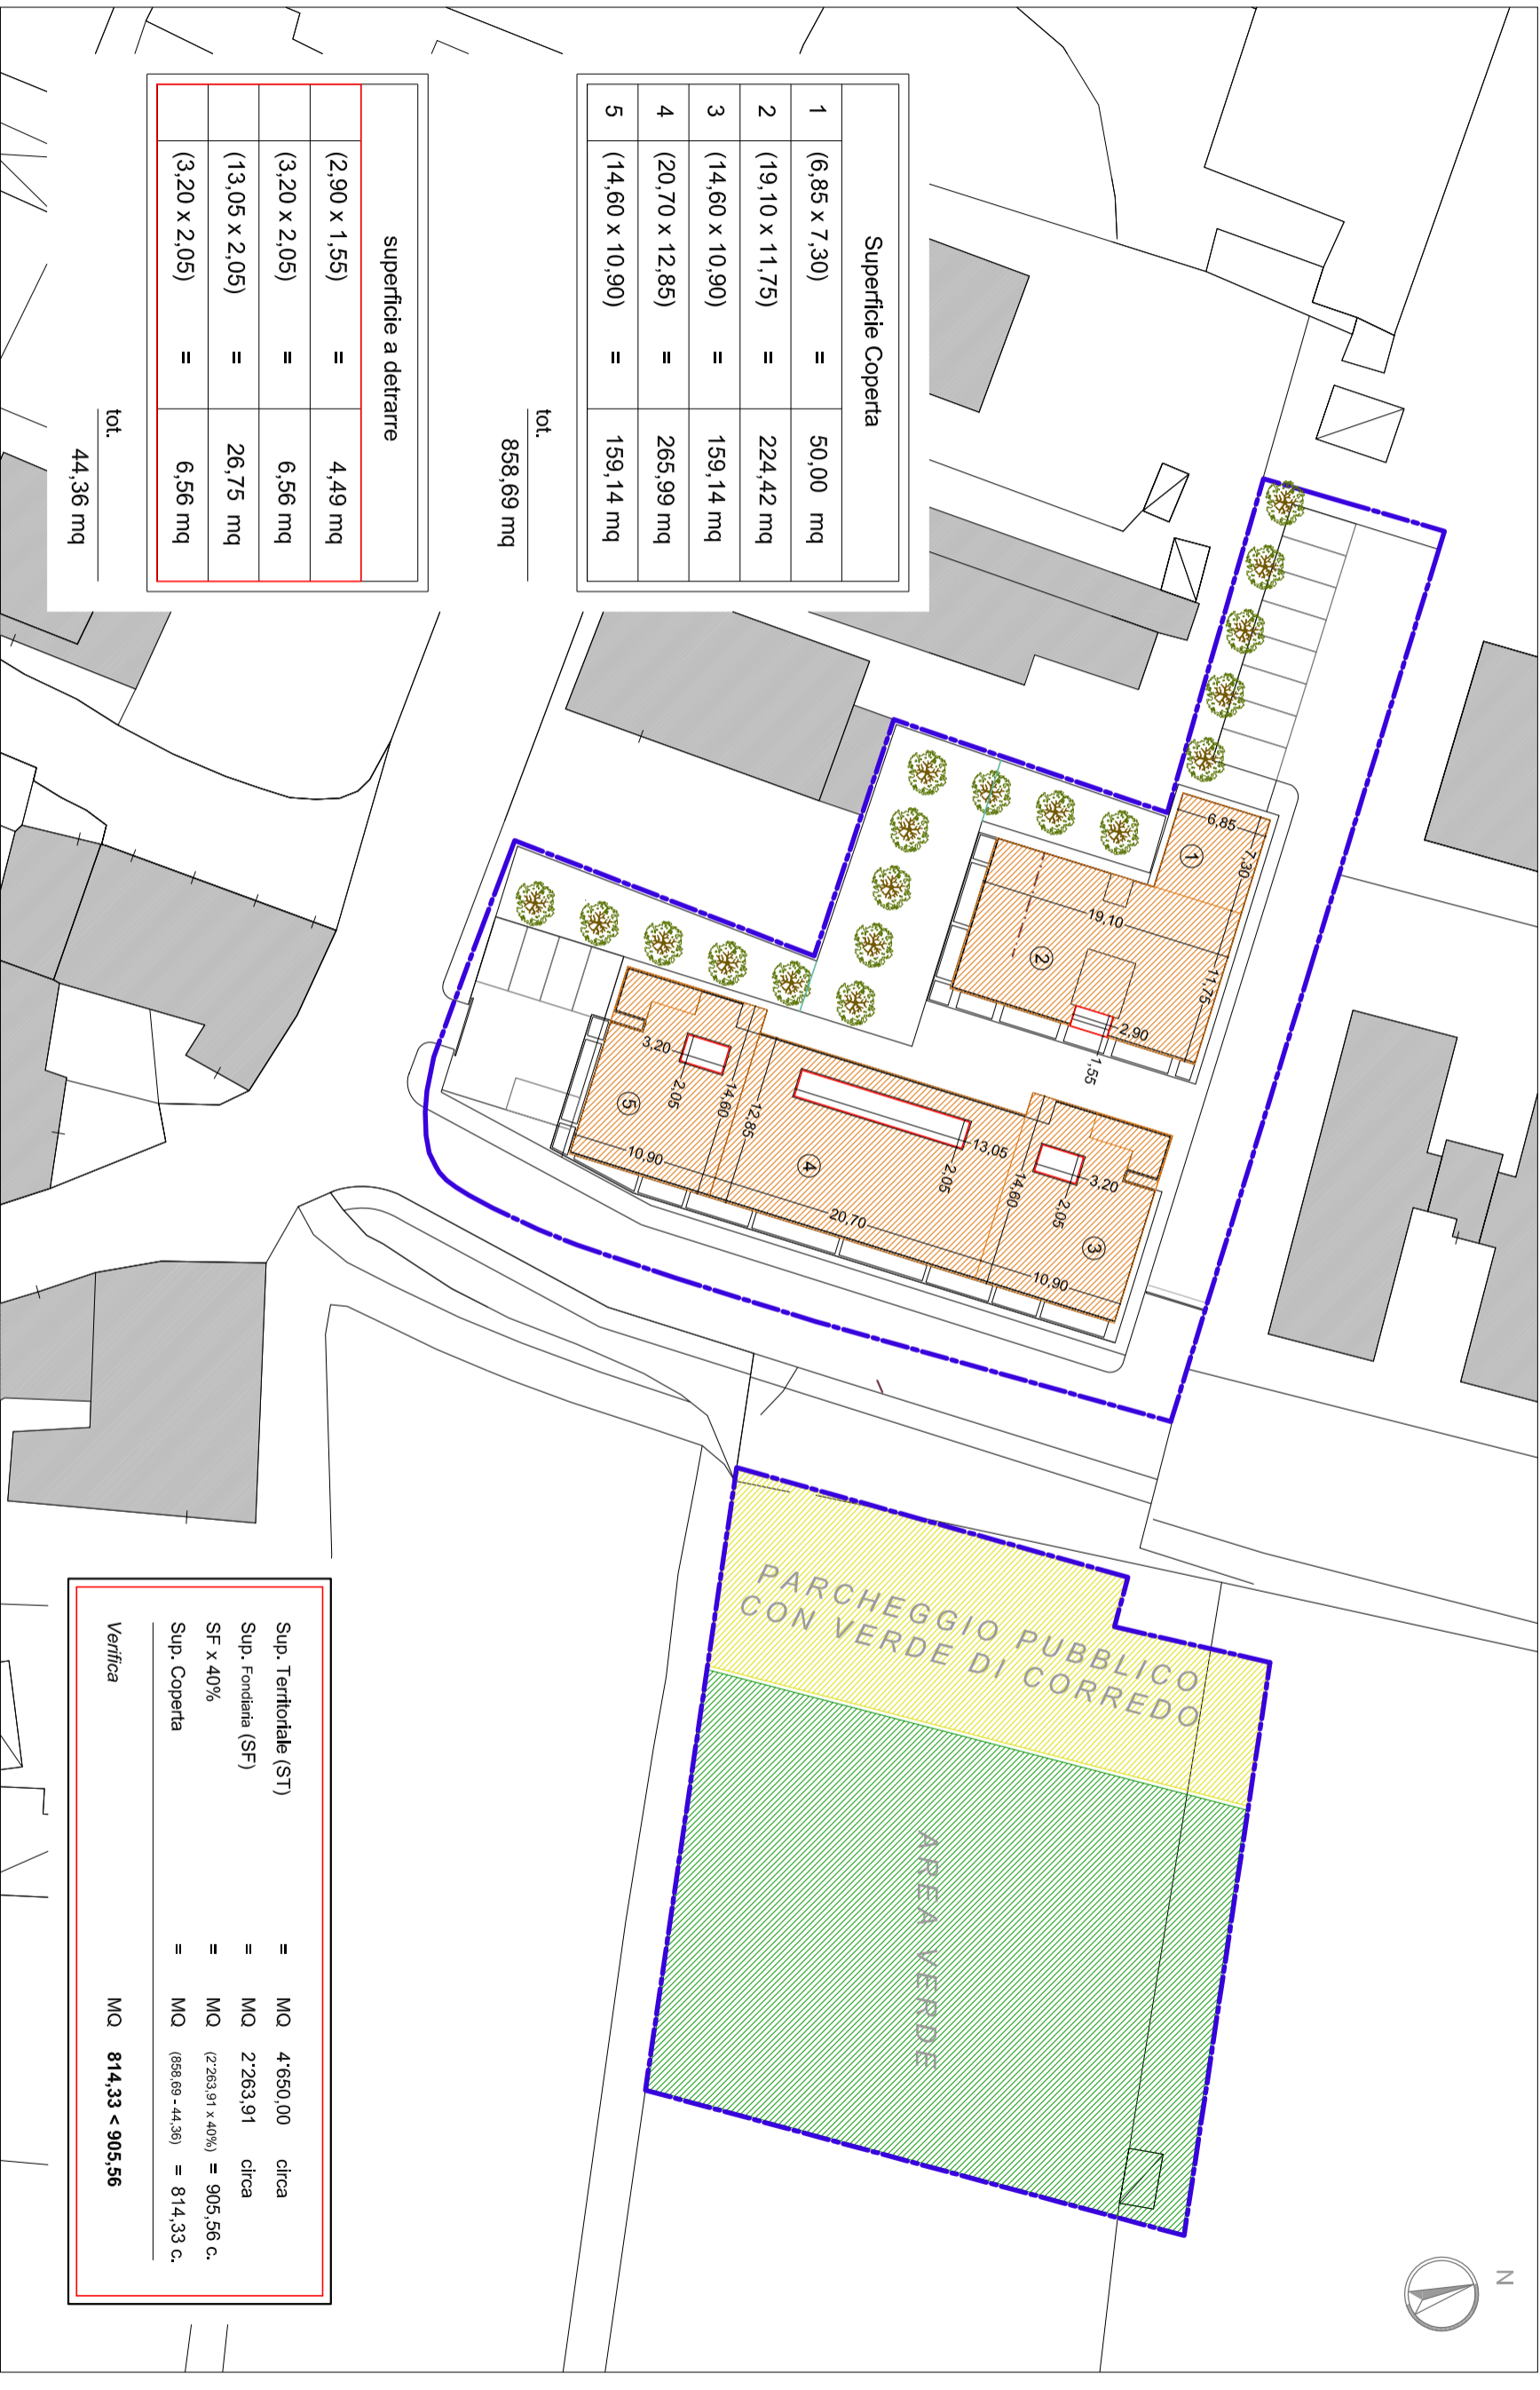 N
Superficie Coperta
1 (6,85 x 7,30) = 50,00 mq
2 (19,10 x 11,75) = 224,42 mq
3 (14,60 x 10,90) = 159,14 mq
4 (20,70 x 12,85) = 265,99 mq
5 (14,60 x 10,90) = 159,14 mq
tot.
858,69 mq
superficie a detrarre
(2,90 x 1,55) = 4,49 mq
(3,20 x 2,05) = 6,56 mq
(13,05 x 2,05) = 26,75 mq
(3,20 x 2,05) = 6,56 mq
tot.
44,36 mq
6,85
7,30
1
19,10
11,75
2
2,90
1,55
3,20
2,05
14,60
12,85
5
10,90
13,05
2,05
4
20,70
14,60
3,20
2,05
3
10,90
PARCHEGGIO PUBBLICO
CON VERDE DI CORREDO
AREA VERDE
Sup. Territoriale (ST) = MQ 4'650,00 circa
Sup. Fondiaria (SF) = MQ 2'263,91 circa
SF x 40% = MQ (2'263,91 x 40%) = 905,56 c.
Sup. Coperta = MQ (858,69 - 44,36) = 814,33 c.
Verifica MQ 814,33 < 905,56